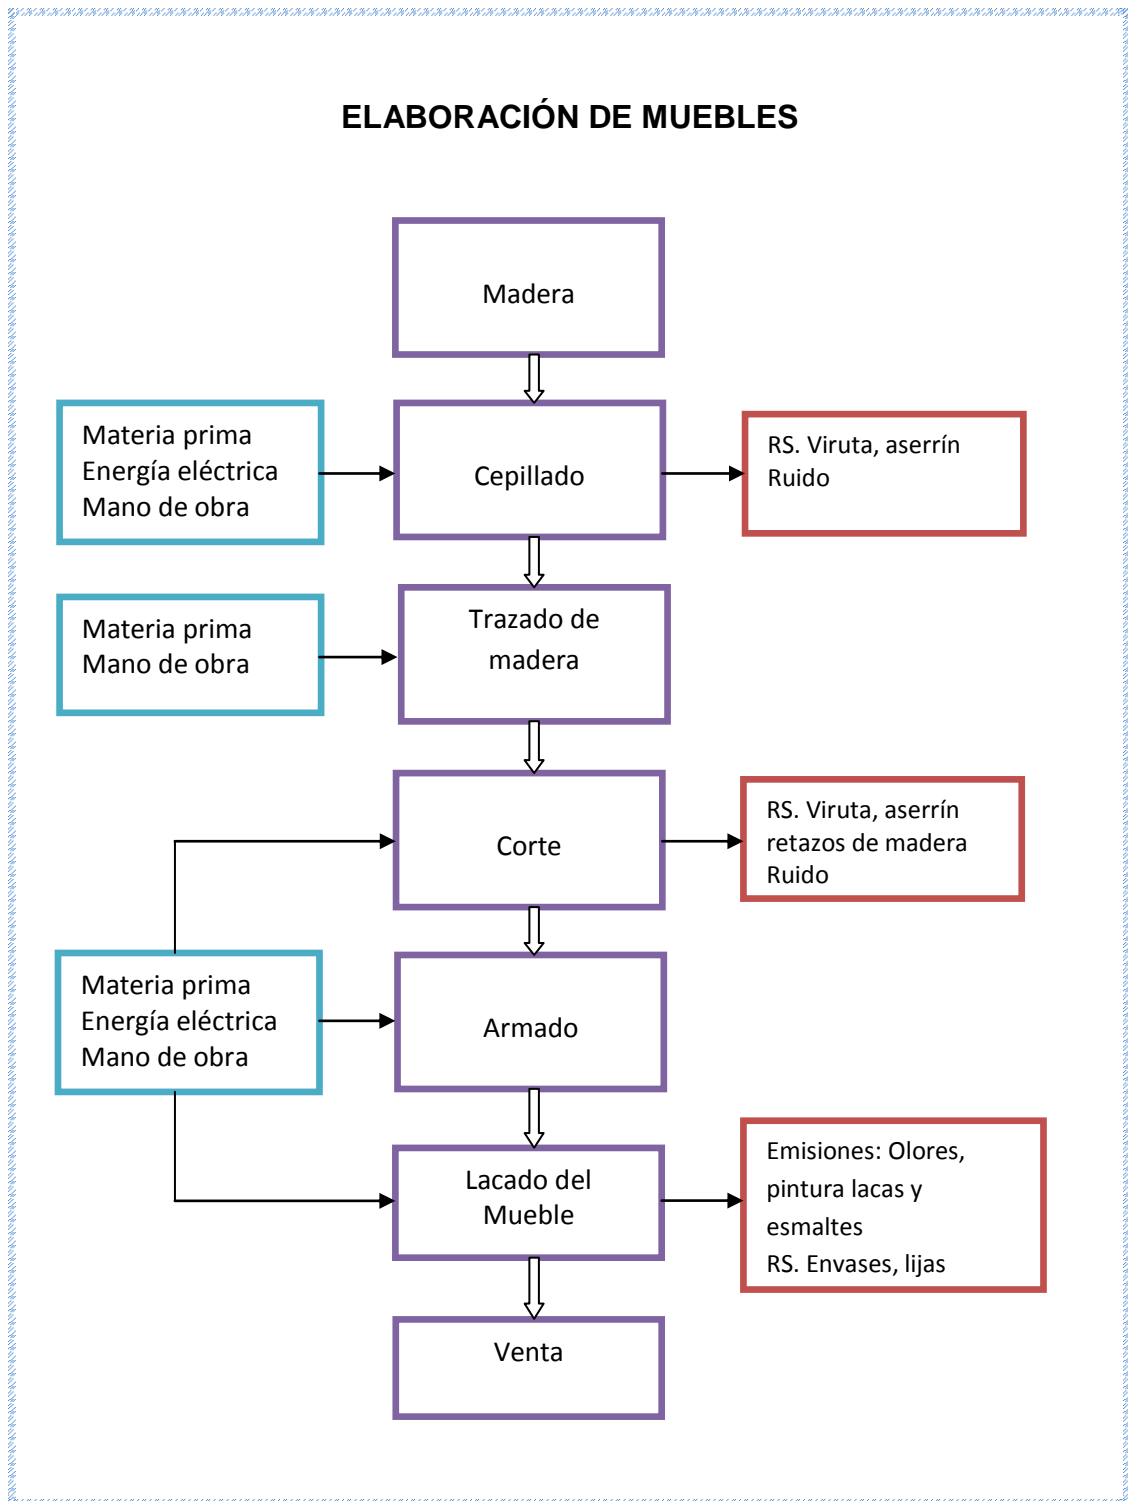 ELABORACIÓN DE MUEBLES
Madera
Materia prima
Energía eléctrica
Mano de obra
Cepillado
RS. Viruta, aserrín
Ruido
Materia prima
Mano de obra
Trazado de
madera
Corte
RS. Viruta, aserrín
retazos de madera
Ruido
Materia prima
Energía eléctrica
Mano de obra
Armado
Lacado del
Mueble
Emisiones: Olores,
pintura lacas y
esmaltes
RS. Envases, lijas
Venta